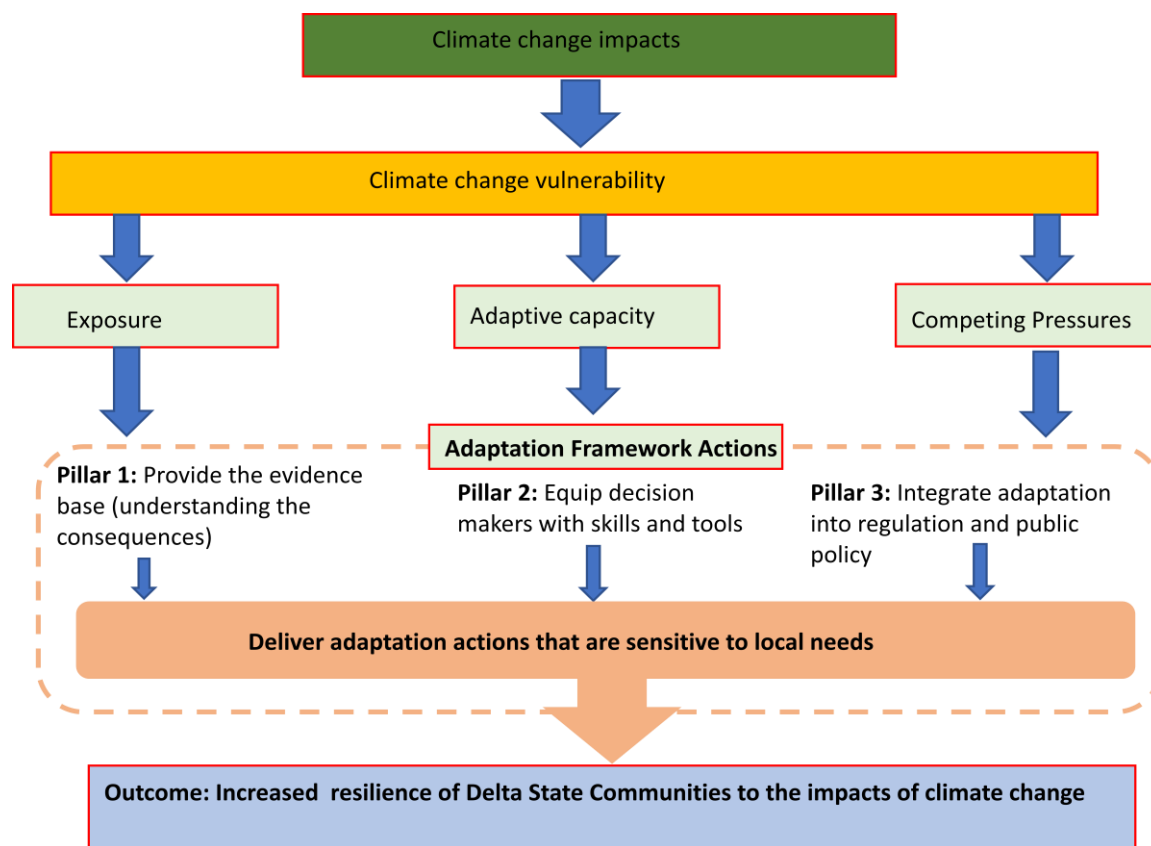 Climate change impacts
Climate change vulnerability
Exposure
Adaptive capacity
Competing Pressures
Adaptation Framework Actions
Pillar 1: Provide the evidence
base (understanding the
consequences)
Pillar 2: Equip decision
makers with skills and tools
Pillar 3: Integrate adaptation
into regulation and public
policy
Deliver adaptation actions that are sensitive to local needs
Outcome: Increased resilience of Delta State Communities to the impacts of climate change